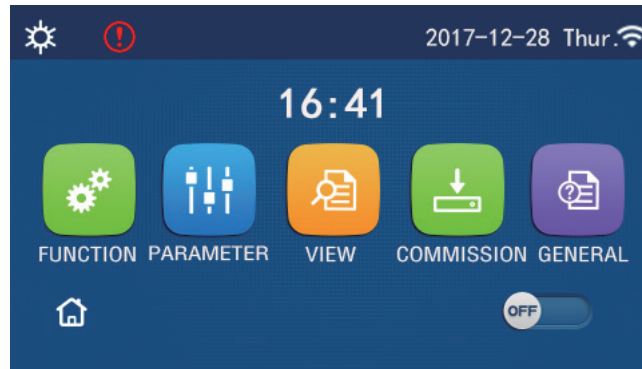 2017-12-28 Thur.
16:41
FUNCTION PARAMETER VIEW COMMISSION GENERAL
OFF